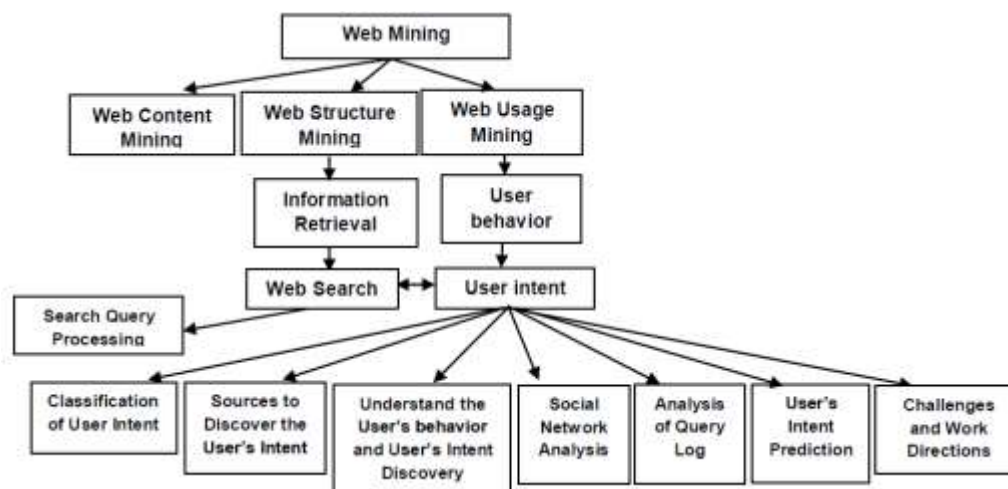 Web Mining
Web Content
Mining
Web Structure
Mining
Web Usage
Mining
Information
Retrieval
User
behavior
Web Search
User intent
Search Query
Processing
Classification
of User Intent
Sources to
Discover the
User's Intent
Understand the
User's behavior
and User's Intent
Discovery
Social
Network
Analysis
Analysis
of Query
Log
User's
Intent
Prediction
Challenges
and Work
Directions